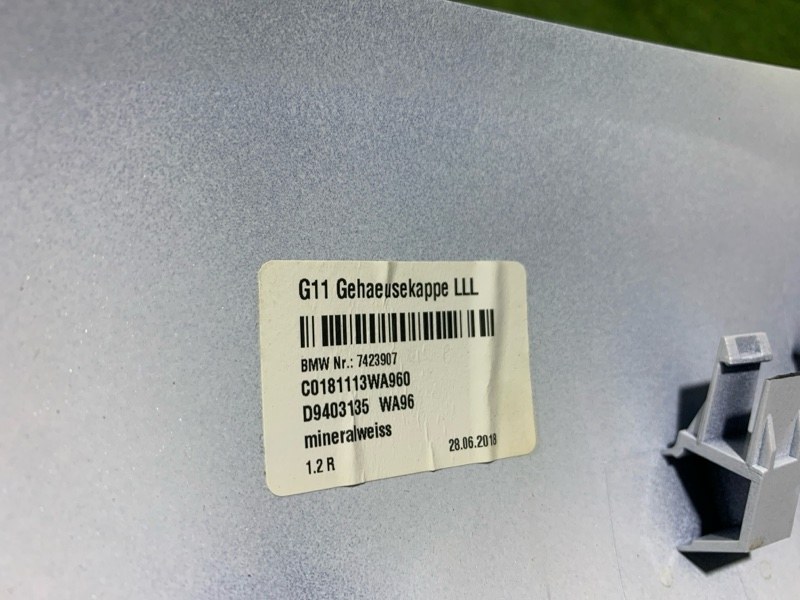 G11 Gehaeusekappe LLL
BMW Nr.: 7423907
C0181113WA960
D9403135 WA96
mineralweiss
1.2 R
28.06.2018